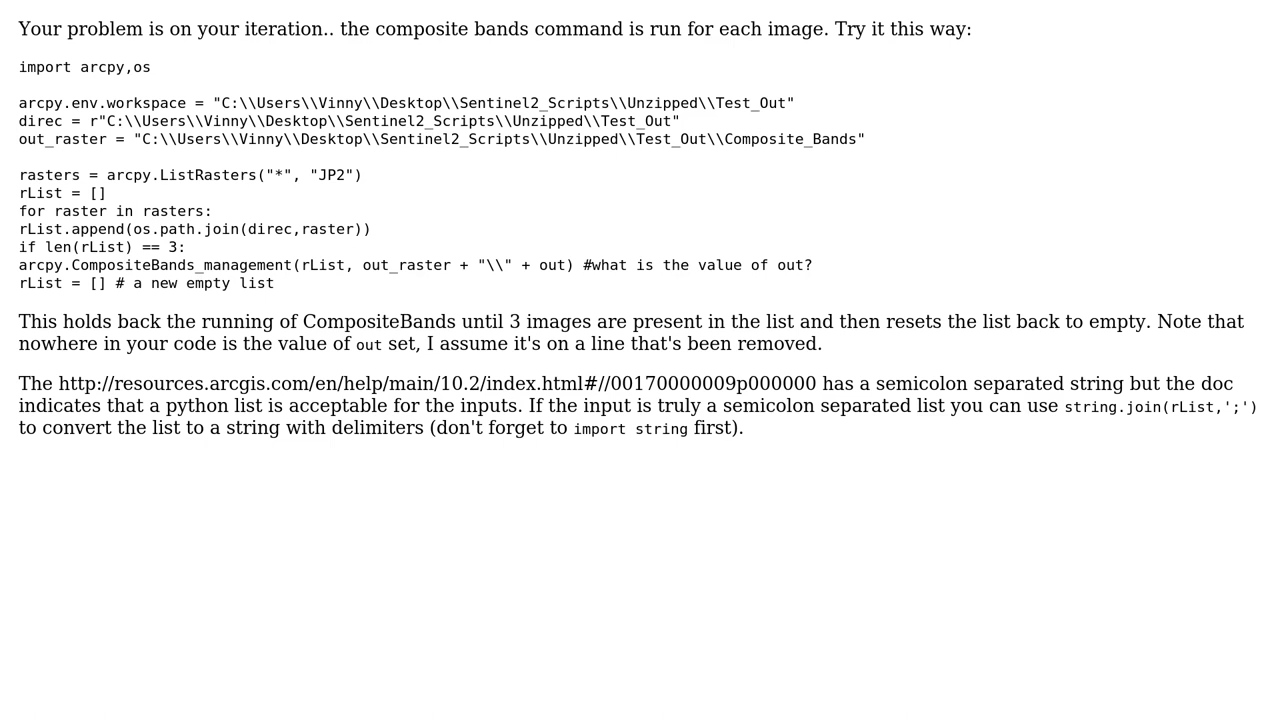 Your problem is on your iteration.. the composite bands command is run for each image. Try it this way:
import arcpy,os
arcpy.env.workspace = "C:\\Users\\Vinny\\Desktop\\Sentinel2_Scripts\\Unzipped\\Test_Out"
direc = r"C:\\Users\\Vinny\\Desktop\\Sentinel2_Scripts\\Unzipped\\Test_Out"
out_raster = "C:\\Users\\Vinny\\Desktop\\Sentinel2_Scripts\\Unzipped\\Test_Out\\Composite_Bands"
rasters = arcpy.ListRasters("*", "JP2")
rList = []
for raster in rasters:
rList.append(os.path.join(direc,raster))
if len(rList) == 3:
arcpy.CompositeBands_management(rList, out_raster + "\\" + out) #what is the value of out?
rList = [] # a new empty list
This holds back the running of CompositeBands until 3 images are present in the list and then resets the list back to empty. Note that
nowhere in your code is the value of out set, I assume it's on a line that's been removed.
The http://resources.arcgis.com/en/help/main/10.2/index.html#//00170000009p000000 has a semicolon separated string but the doc
indicates that a python list is acceptable for the inputs. If the input is truly a semicolon separated list you can use string.join(rList,';')
to convert the list to a string with delimiters (don't forget to import string first).